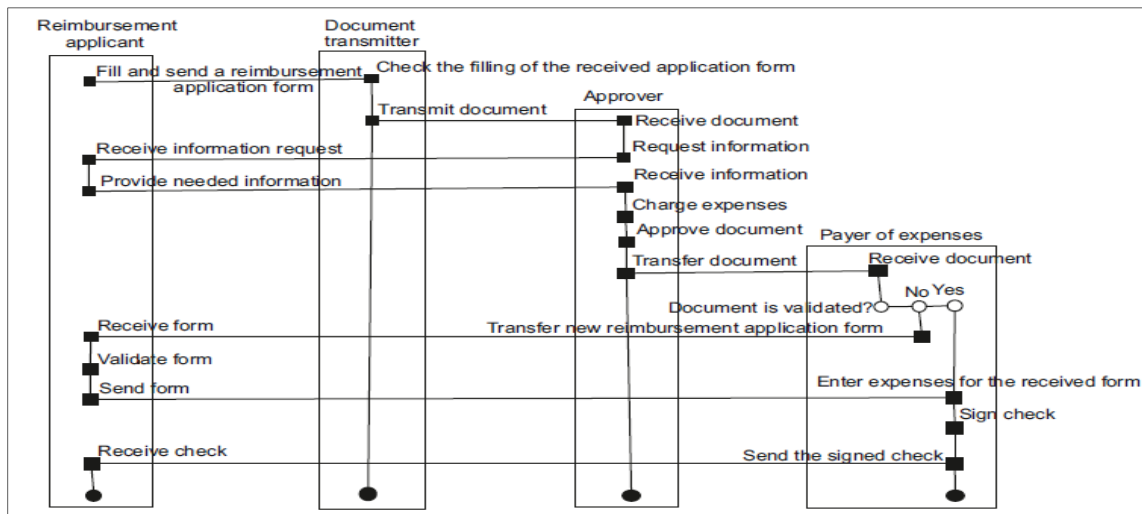 Reimbursement
applicant
Document
transmitter
Fill and send a reimbursement
application form
Check the filling of the received application form
Approver
Transmit document
Receive document
Receive information request
Request information
Provide needed information
Receive information
Charge expenses
Approve document
Payer of expenses
Transfer document
Receive document
No
Yes
Document is validated?
Receive form
Transfer new reimbursement application form
Validate form
Send form
Enter expenses for the received form
Sign check
Receive check
Send the signed check